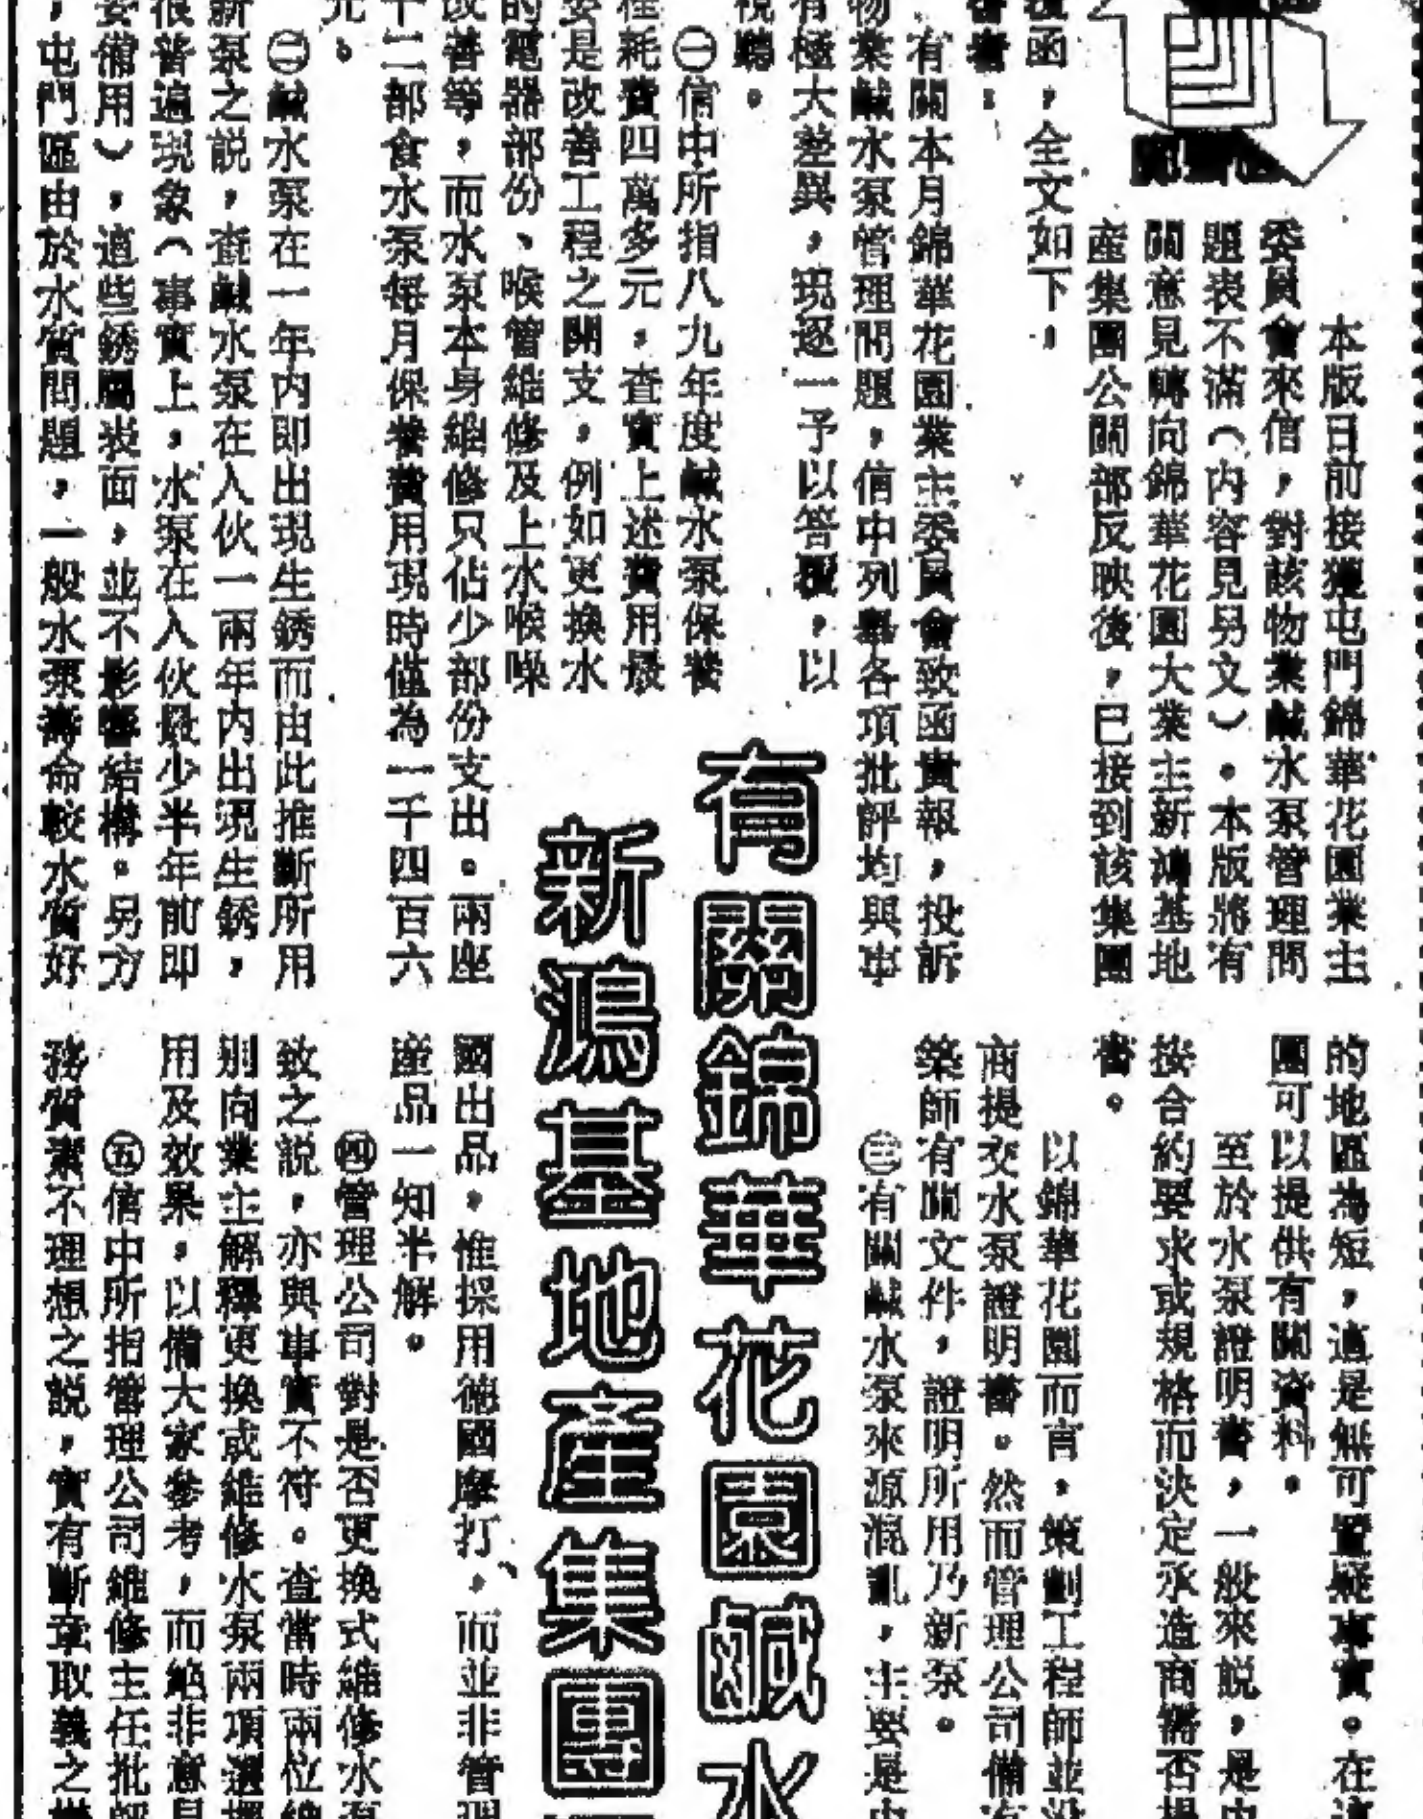 本版日前接獲屯門錦華花園業主
委員會來信，對該物業鹹水泵管理問
題表不滿（內容見另文）。本版將有
關意見轉向錦華花園大業主新鴻基地
產集團公關部反映後，已接到該集團
函，全文如下：
有關本月錦華花園業主委員會致函貴報，投訴
物業鹹水泵管理問題，信中列舉各項批評均與事
有極大差異，現逐一予以答覆，以
視聽。
㊀信中所指八九年度鹹水泵保養
耗費四萬多元，查實上述費用最
要是改善工程之開支，例如更換水
的電器部份、喉管維修及上水喉噪
改善等，而水泵本身維修只佔少部份支出。兩座
十二部食水泵每月保養費用現時僅為一千四百六
元。
㊁鹹水泵在一年內即出現生銹而由此推斷所用
新泵之説，查鹹水泵在入伙一兩年內出現生銹，
很普遍現象（事實上，水泵在入伙最少半年前即
安備用），這些銹屬表面，並不影響結構。另方
，屯門區由於水質問題，一般水泵壽命較水質好
有關錦華花園鹹水
新鴻基地產集團
的地區為短，這是無可置疑事實。在
團可以提供有關資料。
至於水泵證明書，一般來説，是由
按合約要求或規格而決定承造商需否提
書。
以錦華花園而言，策劃工程師並沒
商提交水泵證明書。然而管理公司備有
築師有關文件，證明所用乃新泵。
㊂有關鹹水泵來源混亂，主要是由
國出品，惟採用德國摩打，而並非管理
產品一知半解。
㊃管理公司對是否更換式維修水泵
致之説，亦與事實不符。查當時兩位維
別向業主解釋更換或維修水泵兩項選擇
用及效果，以備大家參考，而絕非意見
㊄信中所指管理公司維修主任批
務質素不理想之説，實有斷章取義之嫌